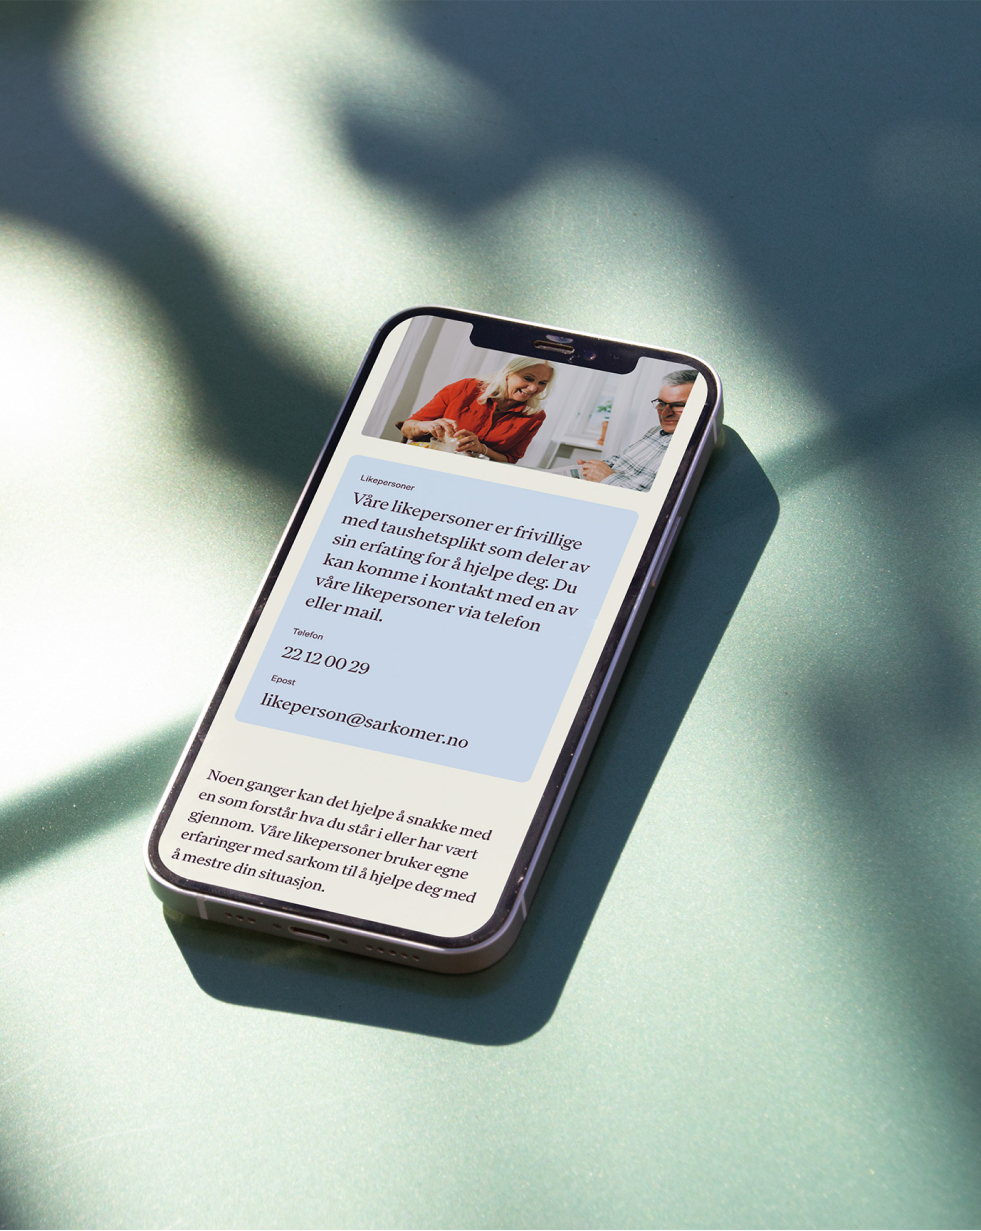 Likepersoner
Våre likepersoner er frivillige
med taushetsplikt som deler av
sin erfating for å hjelpe deg. Du
kan komme i kontakt med en av
våre likepersoner via telefon
eller mail.
Telefon
22 12 00 29
Epost
likeperson@sarkomer.no
Noen ganger kan det hjelpe å snakke med
en som forstår hva du står i eller har vært
gjennom. Våre likepersoner bruker egne
erfaringer med sarkom til å hjelpe deg med
å mestre din situasjon.